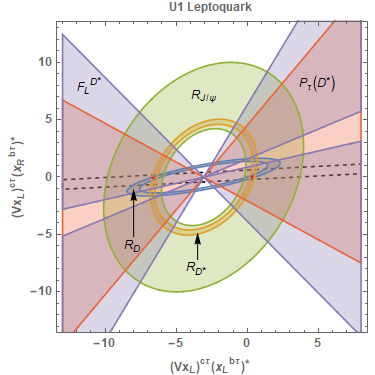 U1 Leptoquark
F_L^{D*}
R_{J/ψ}
P_τ(D*)
R_D
R_{D*}
10
5
0
−5
−10
−10
−5
0
5
(Vx_L)^{cτ}(x_R^{bτ})*
(Vx_L)^{cτ}(x_L^{bτ})*